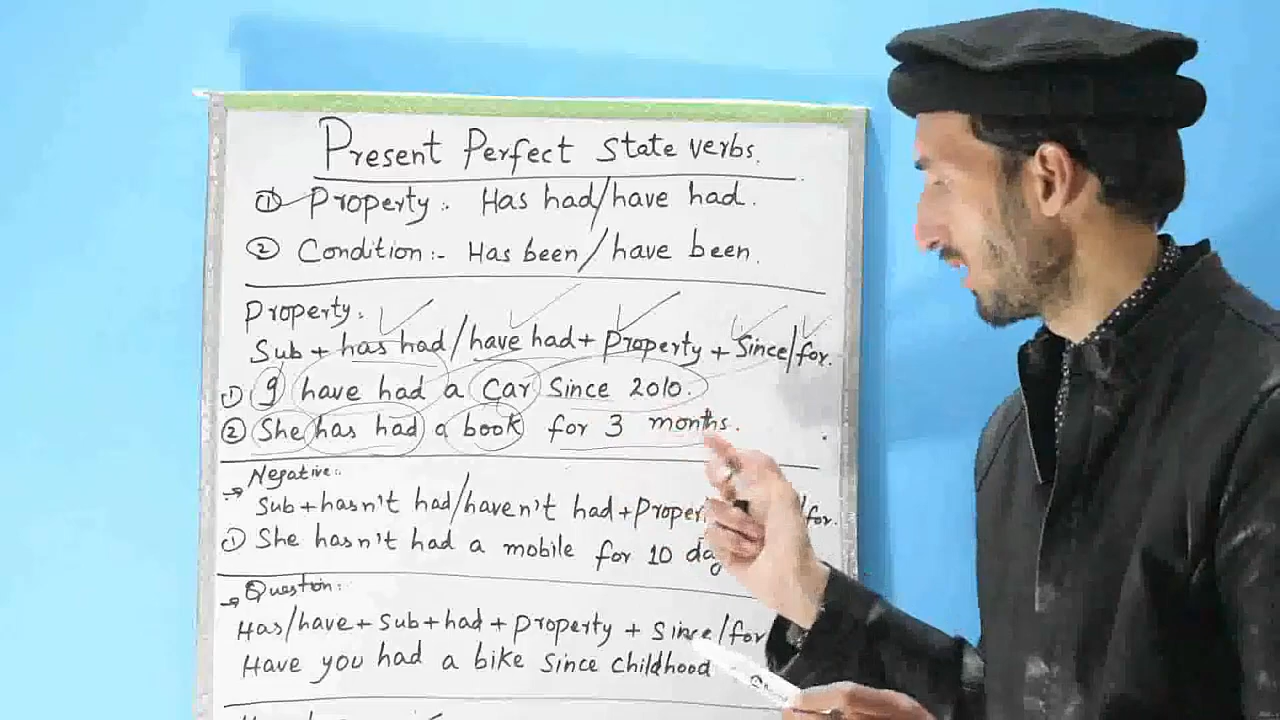 Present Perfect State verbs.
① Property:- Has had/have had.
② Condition:- Has been/have been.
Property:
Sub + has had/have had + Property + Since/for.
① I have had a Car Since 2010.
② She has had a book for 3 months.
→ Negative:-
Sub + hasn't had/haven't had + Proper /for.
① She hasn't had a mobile for 10 day
→ Question:-
Has/have + Sub + had + Property + Since/for
Have you had a bike Since Childhood